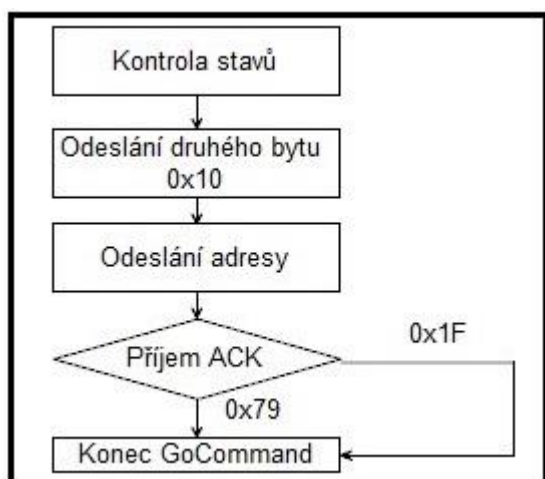 Kontrola stavů
Odeslání druhého bytu
0x10
Odeslání adresy
Příjem ACK
0x1F
0x79
Konec GoCommand